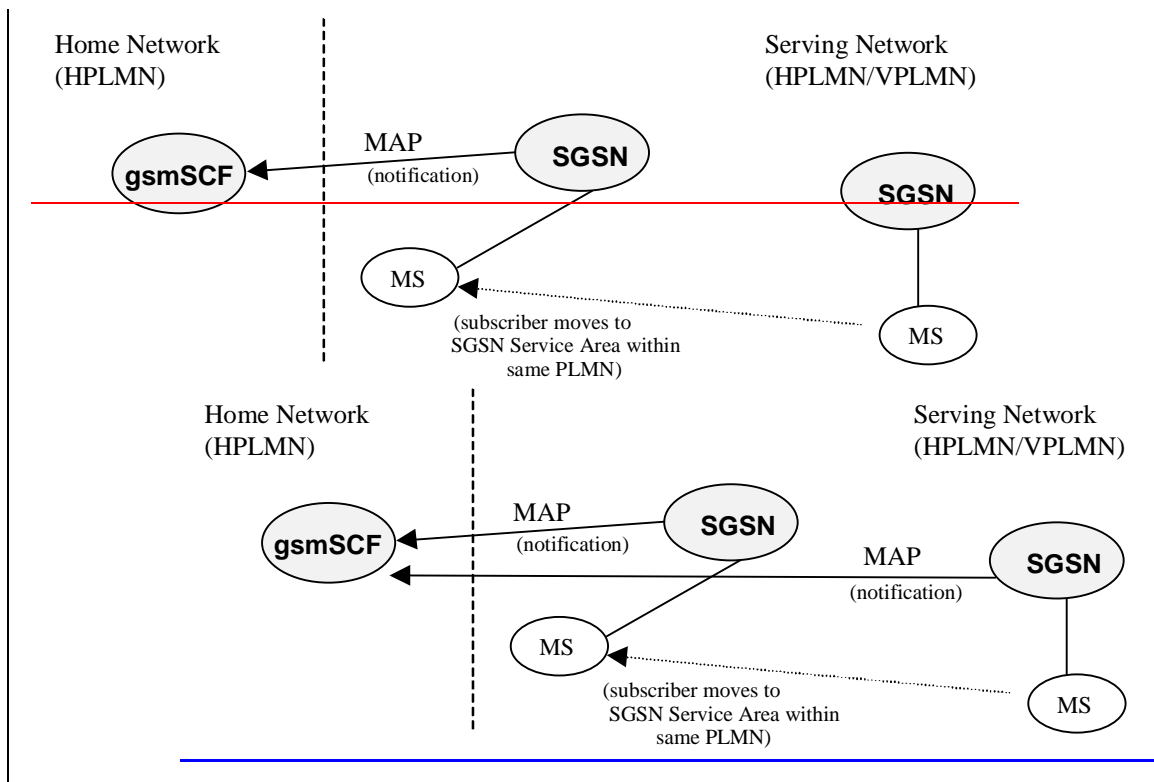 Home Network
(HPLMN)
Serving Network
(HPLMN/VPLMN)
MAP
(notification)
gsmSCF
SGSN
SGSN
MS
MS
(subscriber moves to
SGSN Service Area within
same PLMN)
Home Network
(HPLMN)
Serving Network
(HPLMN/VPLMN)
MAP
(notification)
gsmSCF
SGSN
MAP
(notification)
SGSN
MS
MS
(subscriber moves to
SGSN Service Area within
same PLMN)